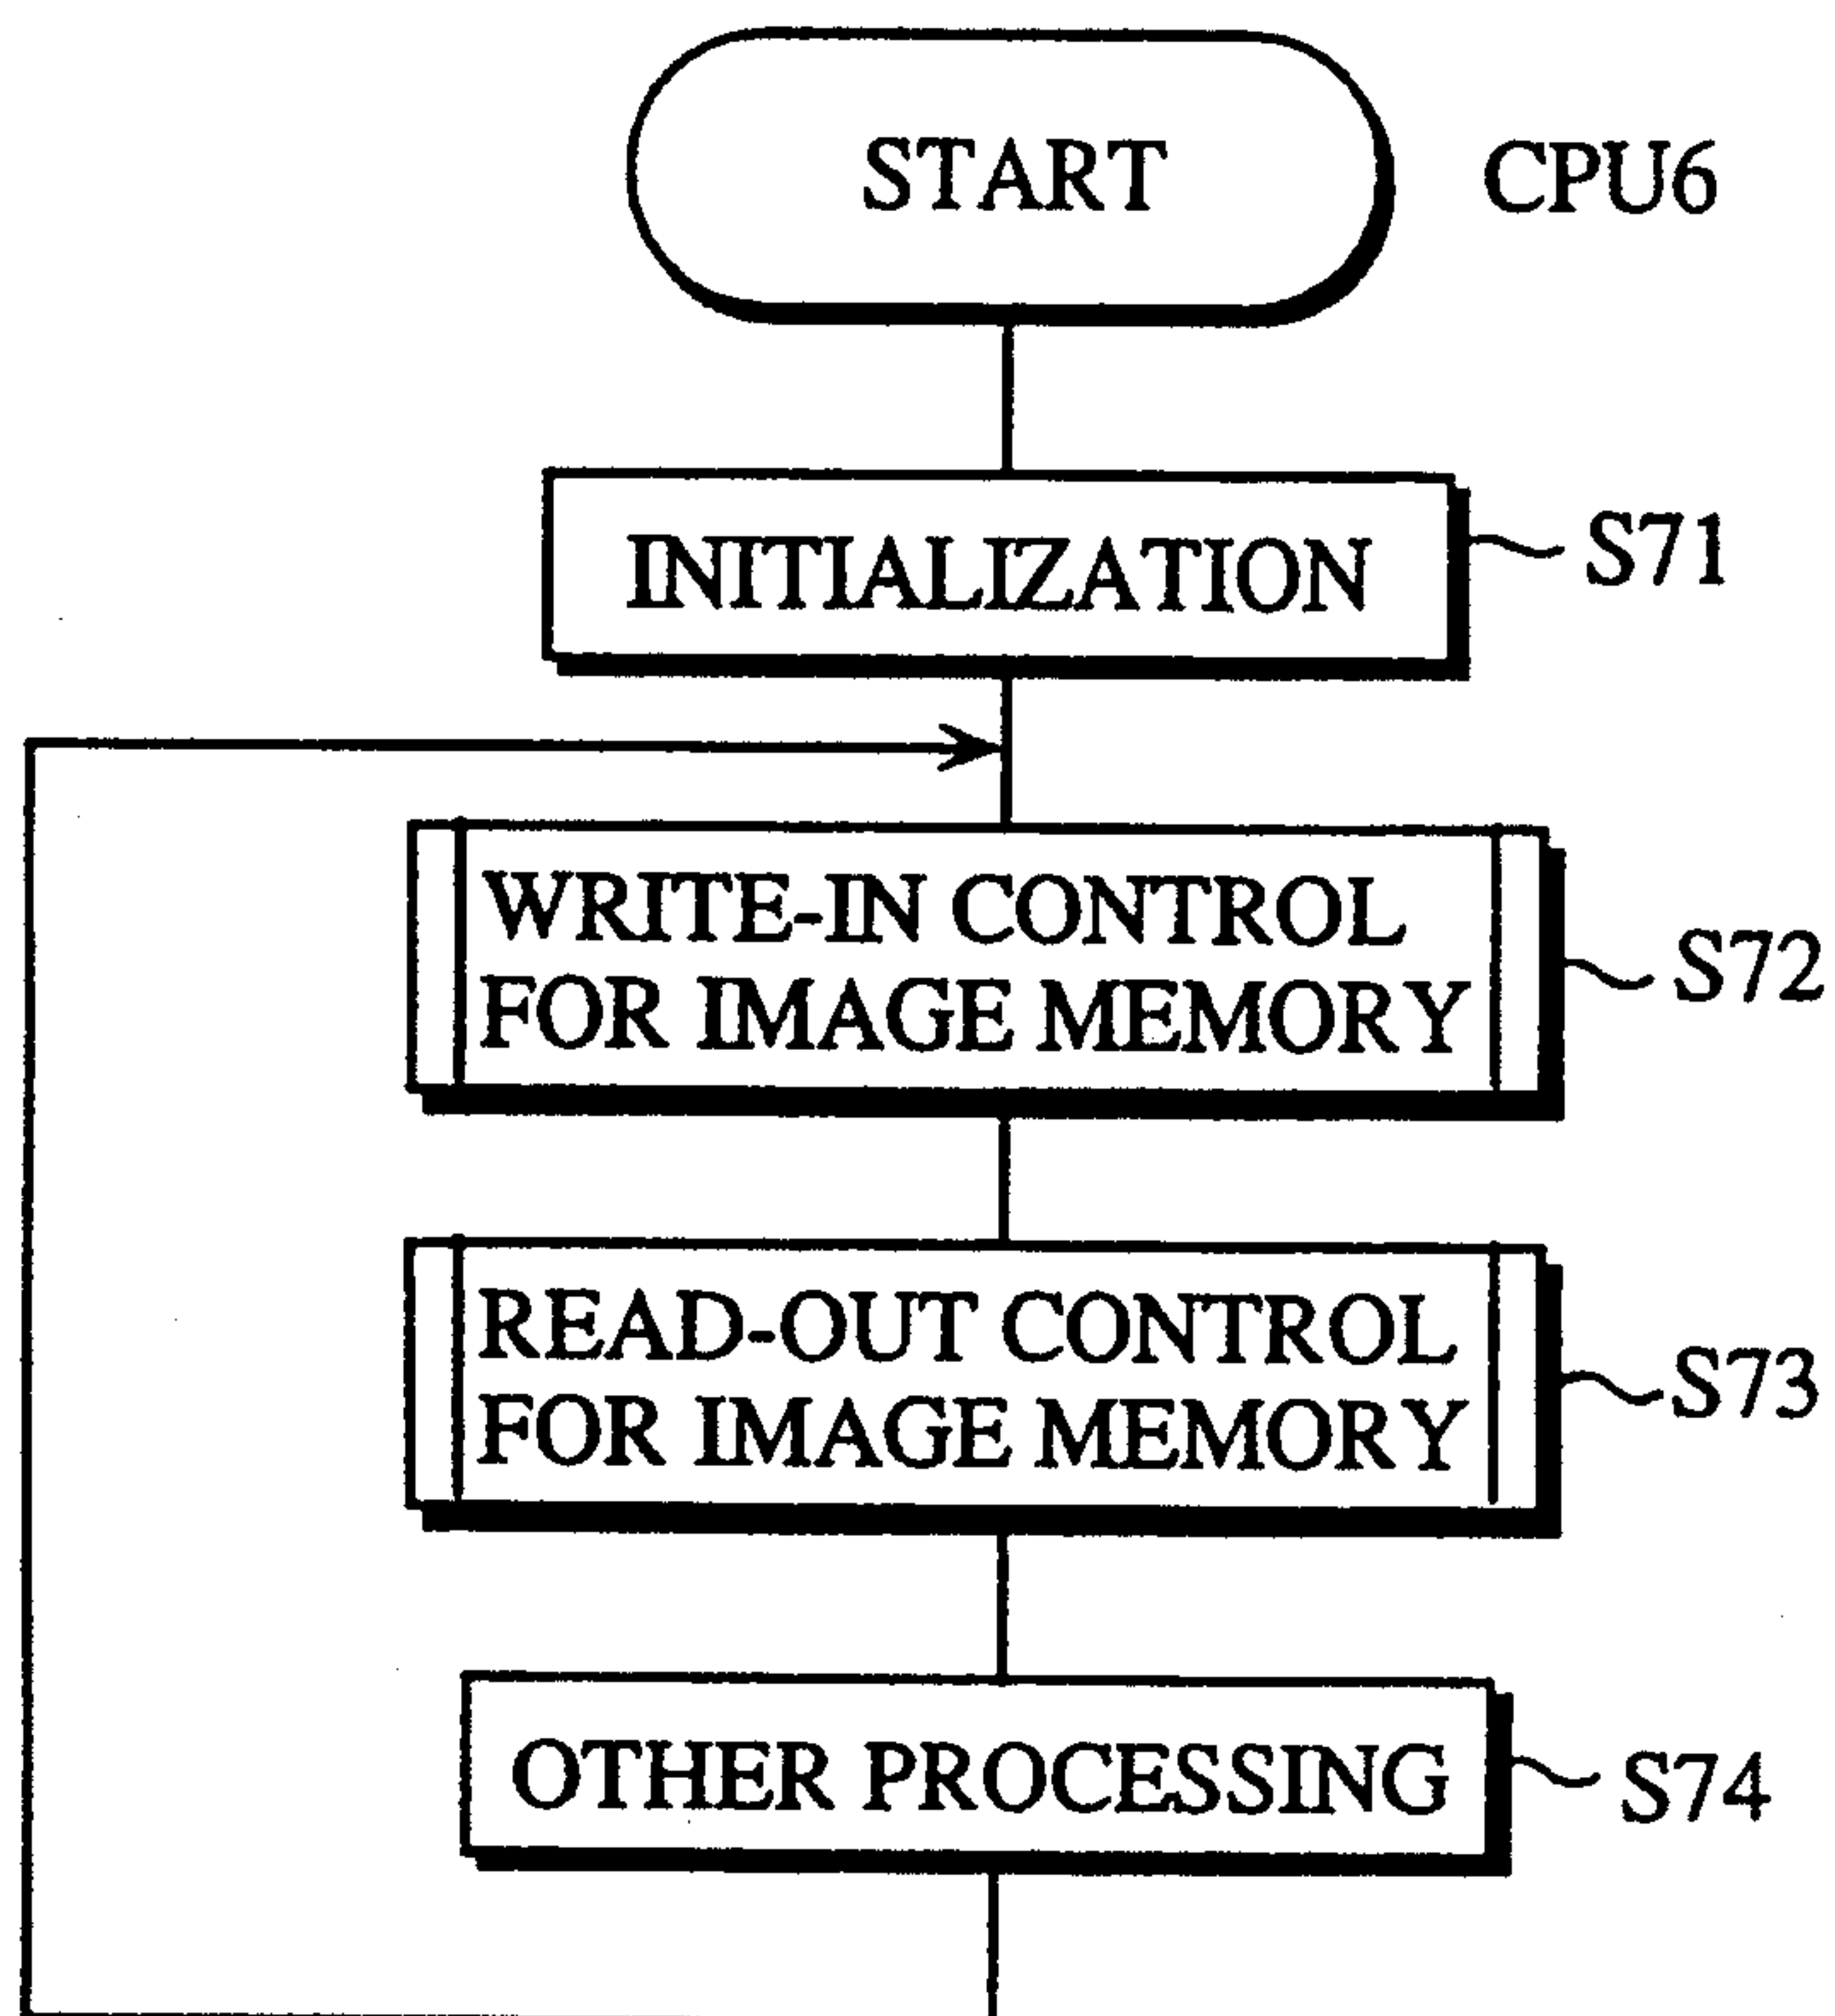 START
CPU6
INITIALIZATION
S71
WRITE-IN CONTROL
FOR IMAGE MEMORY
S72
READ-OUT CONTROL
FOR IMAGE MEMORY
S73
OTHER PROCESSING
S74